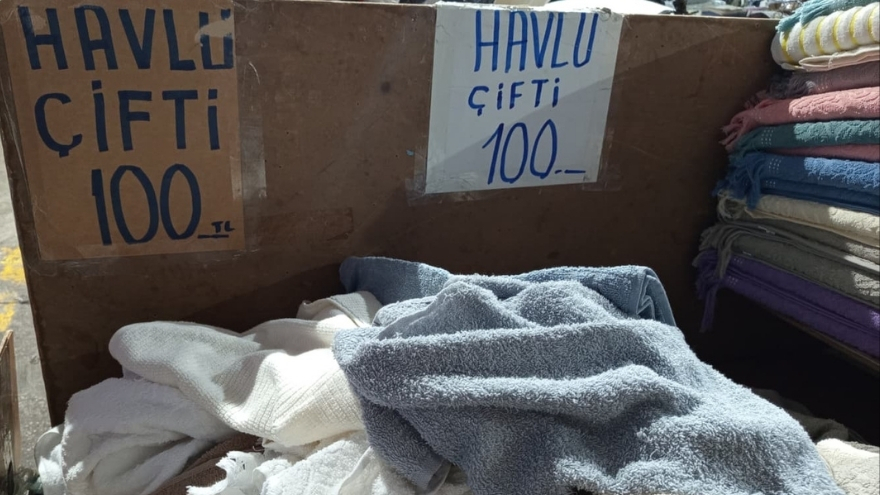 HAVLU
ÇİFTİ
100 TL
HAVLU
ÇİFTİ
100.--